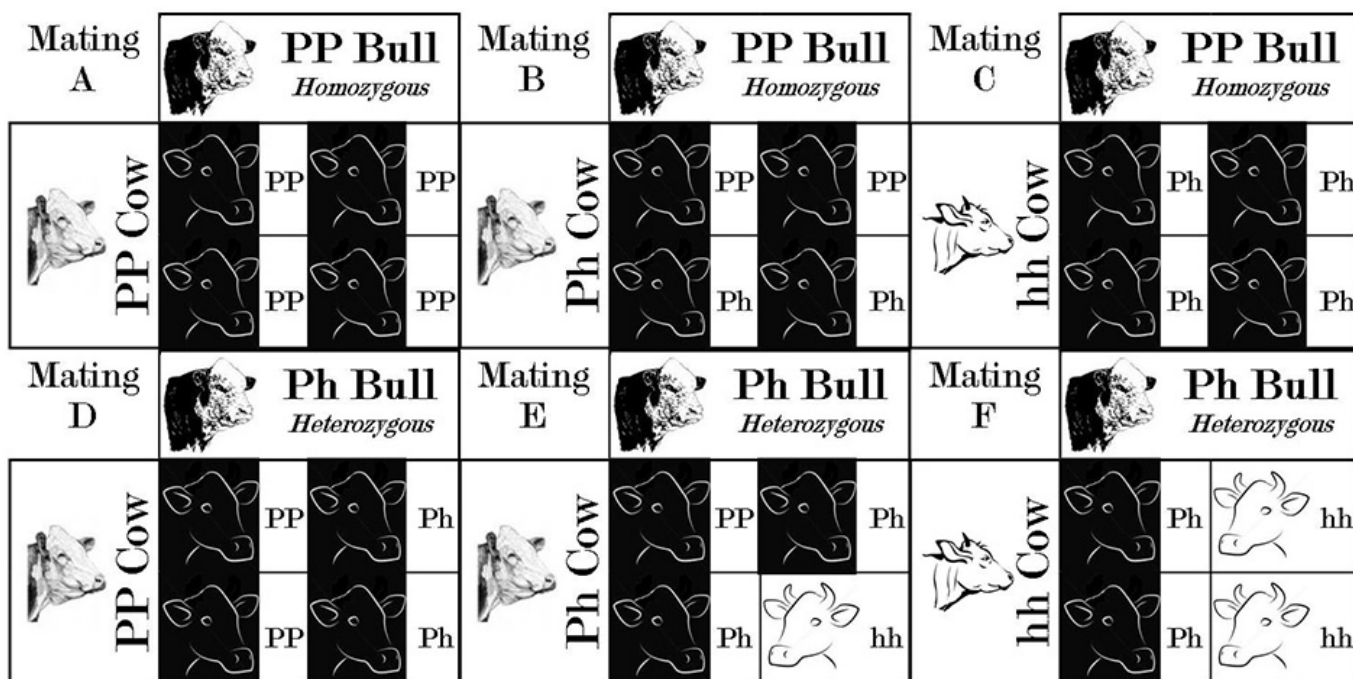 Mating
A
PP Bull
Homozygous
Mating
B
PP Bull
Homozygous
Mating
C
PP Bull
Homozygous
PP Cow
PP
PP
PP
PP
Ph Cow
PP
PP
Ph
Ph
hh Cow
Ph
Ph
Ph
Ph
Mating
D
Ph Bull
Heterozygous
Mating
E
Ph Bull
Heterozygous
Mating
F
Ph Bull
Heterozygous
PP Cow
PP
Ph
PP
Ph
Ph Cow
PP
Ph
Ph
hh
hh Cow
Ph
hh
Ph
hh